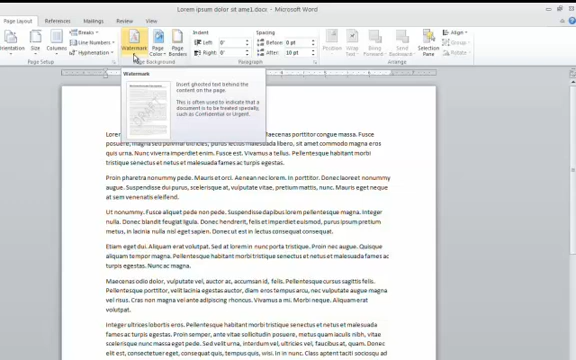 Lorem ipsum dolor sit ame1.docx - Microsoft Word
Page Layout References Mailings Review View
Orientation Size Columns
Breaks
Line Numbers
Hyphenation
Page Setup
Watermark Page Color Page Borders
Page Background
Indent
Left: 0"
Right: 0"
Spacing
Before: 0 pt
After: 10 pt
Position Wrap Text Bring Forward Send Backward Selection Pane
Align
Group
Rotate
Arrange
Watermark
Insert ghosted text behind the
content on the page.
This is often used to indicate that a
document is to be treated specially,
such as Confidential or Urgent.
DRAFT
Maecenas porttitor congue massa. Fusce
posuere, magna sed pulvinar ultricies, purus lectus malesuada libero, sit amet commodo magna eros
quis urna. Nunc viverra imperdiet enim. Fusce est. Vivamus a tellus. Pellentesque habitant morbi
tristique senectus et netus et malesuada fames ac turpis egestas.
Proin pharetra nonummy pede. Mauris et orci. Aenean nec lorem. In porttitor. Donec laoreet nonummy
augue. Suspendisse dui purus, scelerisque at, vulputate vitae, pretium mattis, nunc. Mauris eget neque
at sem venenatis eleifend.
Ut nonummy. Fusce aliquet pede non pede. Suspendisse dapibus lorem pellentesque magna. Integer
nulla. Donec blandit feugiat ligula. Donec hendrerit, felis et imperdiet euismod, purus ipsum pretium
metus, in lacinia nulla nisl eget sapien. Donec ut est in lectus consequat consequat.
Etiam eget dui. Aliquam erat volutpat. Sed at lorem in nunc porta tristique. Proin nec augue. Quisque
aliquam tempor magna. Pellentesque habitant morbi tristique senectus et netus et malesuada fames ac
turpis egestas. Nunc ac magna.
Maecenas odio dolor, vulputate vel, auctor ac, accumsan id, felis. Pellentesque cursus sagittis felis.
Pellentesque porttitor, velit lacinia egestas auctor, diam eros tempus arcu, nec vulputate augue magna
vel risus. Cras non magna vel ante adipiscing rhoncus. Vivamus a mi. Morbi neque. Aliquam erat
volutpat.
Integer ultrices lobortis eros. Pellentesque habitant morbi tristique senectus et netus et malesuada
fames ac turpis egestas. Proin semper, ante vitae sollicitudin posuere, metus quam iaculis nibh, vitae
scelerisque nunc massa eget pede. Sed velit urna, interdum vel, ultricies vel, faucibus at, quam. Donec
elit est, consectetuer eget, consequat quis, tempus quis, wisi. In in nunc. Class aptent taciti sociosqu ad